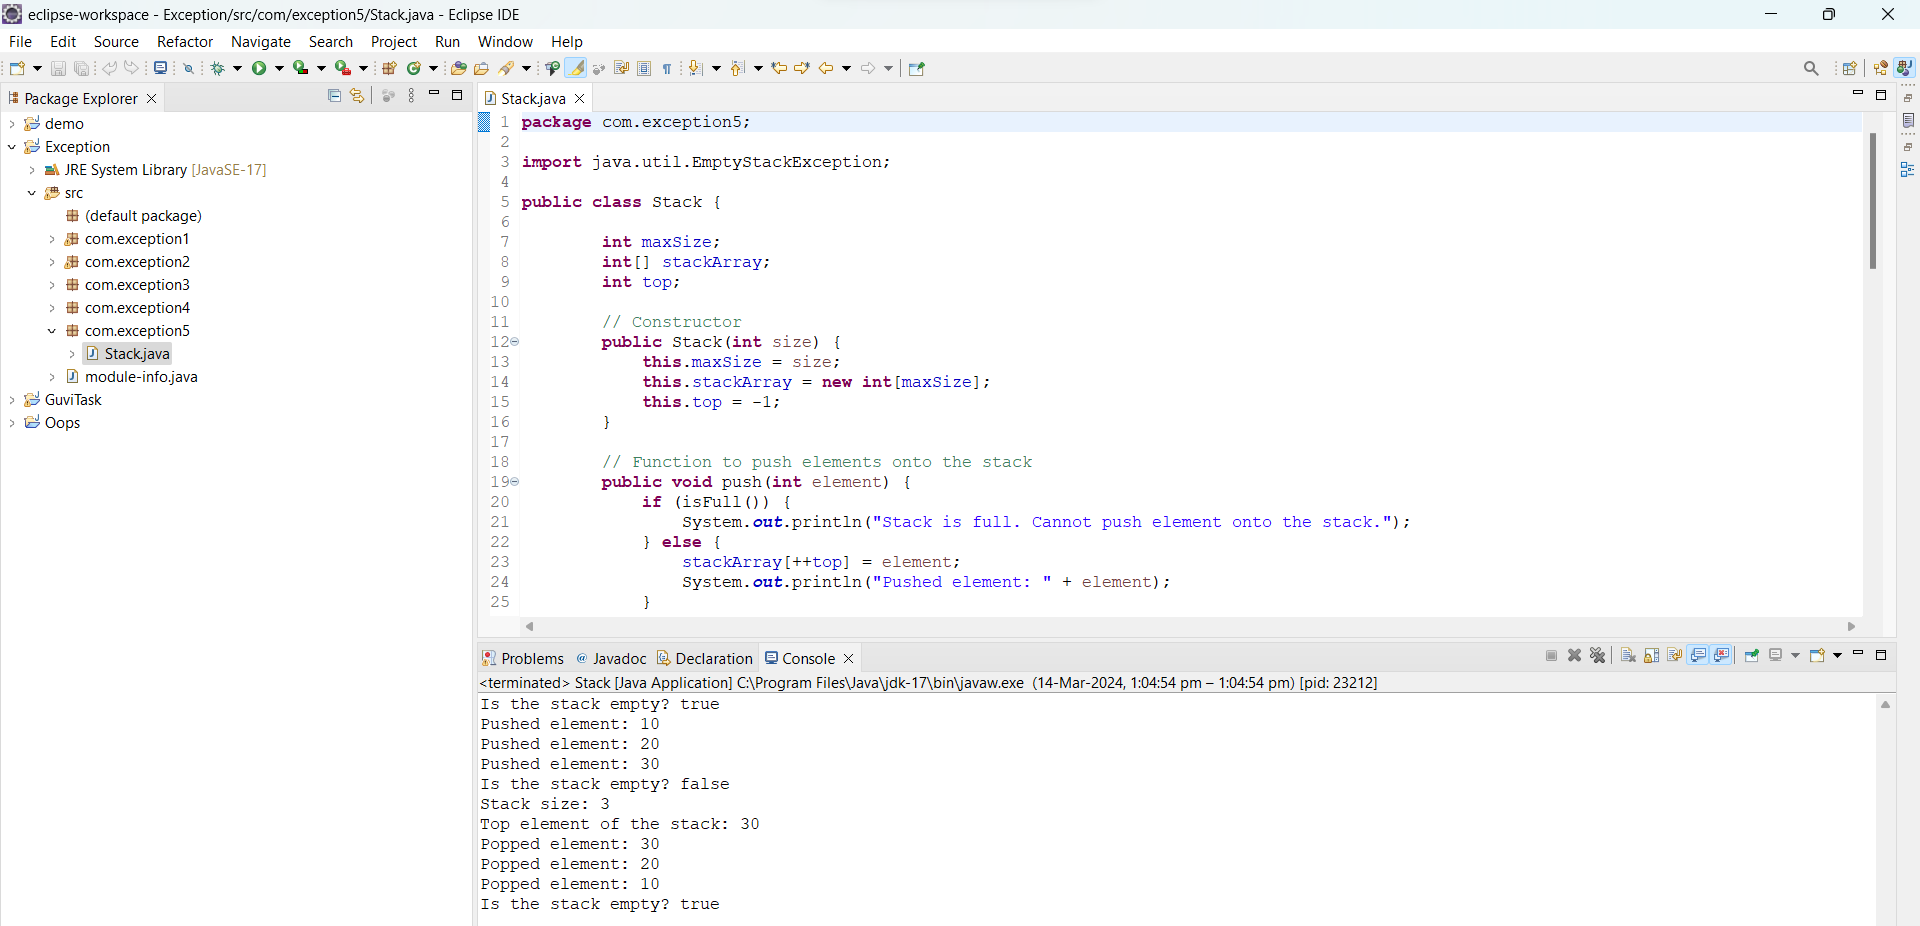 eclipse-workspace - Exception/src/com/exception5/Stack.java - Eclipse IDE
File Edit Source Refactor Navigate Search Project Run Window Help
Package Explorer
demo
Exception
JRE System Library [JavaSE-17]
src
(default package)
com.exception1
com.exception2
com.exception3
com.exception4
com.exception5
Stack.java
module-info.java
GuviTask
Oops
Stack.java
1 package com.exception5;
2
3 import java.util.EmptyStackException;
4
5 public class Stack {
6
7 int maxSize;
8 int[] stackArray;
9 int top;
10
11 // Constructor
12 public Stack(int size) {
13 this.maxSize = size;
14 this.stackArray = new int[maxSize];
15 this.top = -1;
16 }
17
18 // Function to push elements onto the stack
19 public void push(int element) {
20 if (isFull()) {
21 System.out.println("Stack is full. Cannot push element onto the stack.");
22 } else {
23 stackArray[++top] = element;
24 System.out.println("Pushed element: " + element);
25 }
Problems @ Javadoc Declaration Console
<terminated> Stack [Java Application] C:\Program Files\Java\jdk-17\bin\javaw.exe (14-Mar-2024, 1:04:54 pm – 1:04:54 pm) [pid: 23212]
Is the stack empty? true
Pushed element: 10
Pushed element: 20
Pushed element: 30
Is the stack empty? false
Stack size: 3
Top element of the stack: 30
Popped element: 30
Popped element: 20
Popped element: 10
Is the stack empty? true